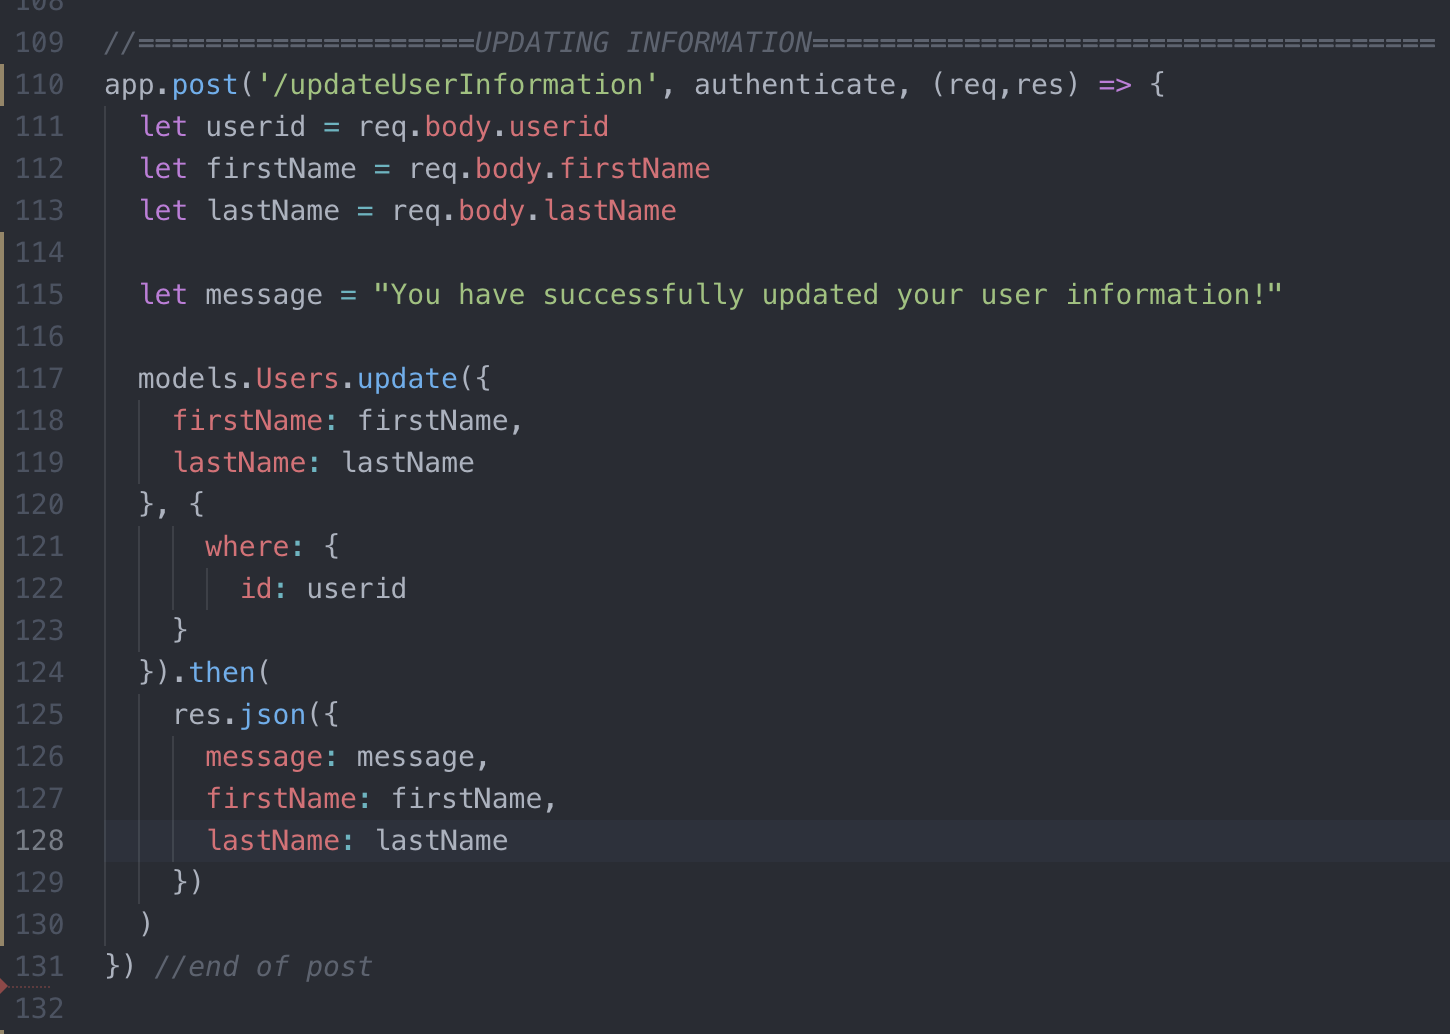 108
109 //====================UPDATING INFORMATION=====================================
110 app.post('/updateUserInformation', authenticate, (req,res) => {
111   let userid = req.body.userid
112   let firstName = req.body.firstName
113   let lastName = req.body.lastName
114
115   let message = "You have successfully updated your user information!"
116
117   models.Users.update({
118     firstName: firstName,
119     lastName: lastName
120   }, {
121       where: {
122         id: userid
123     }
124   }).then(
125     res.json({
126       message: message,
127       firstName: firstName,
128       lastName: lastName
129     })
130   )
131 }) //end of post
132